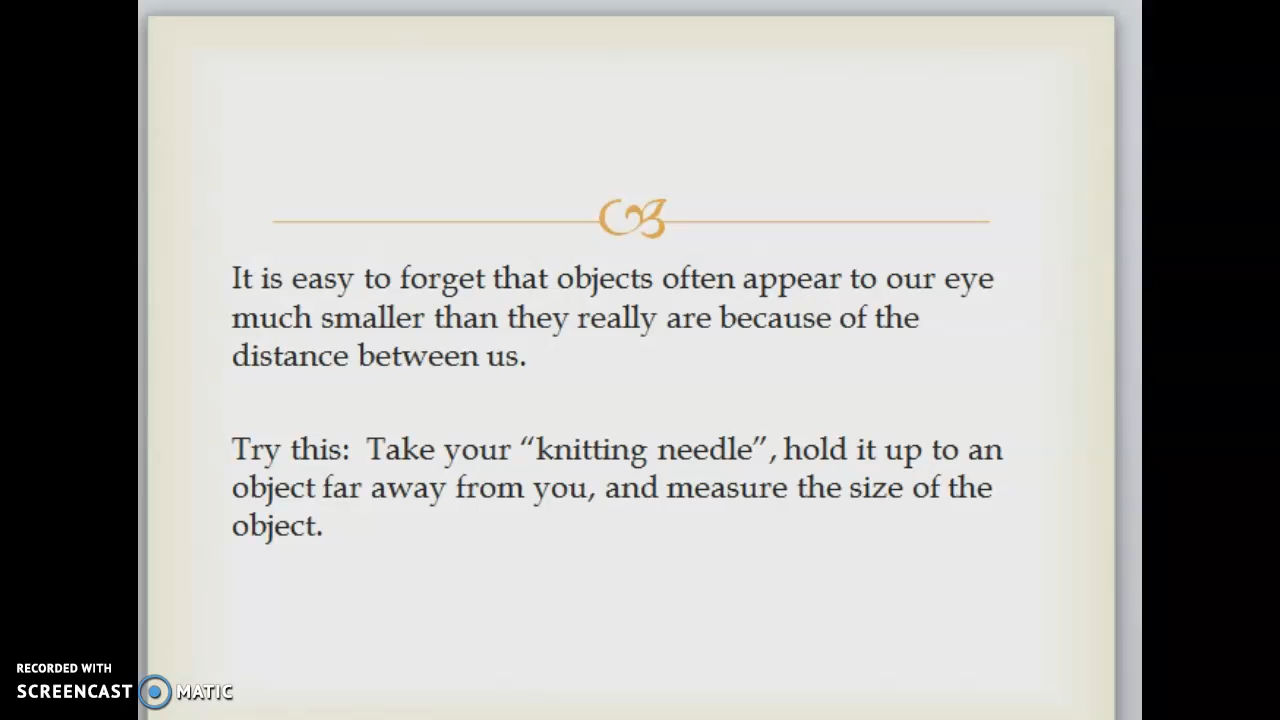 It is easy to forget that objects often appear to our eye
much smaller than they really are because of the
distance between us.
Try this:  Take your “knitting needle”, hold it up to an
object far away from you, and measure the size of the
object.
RECORDED WITH
SCREENCAST MATIC